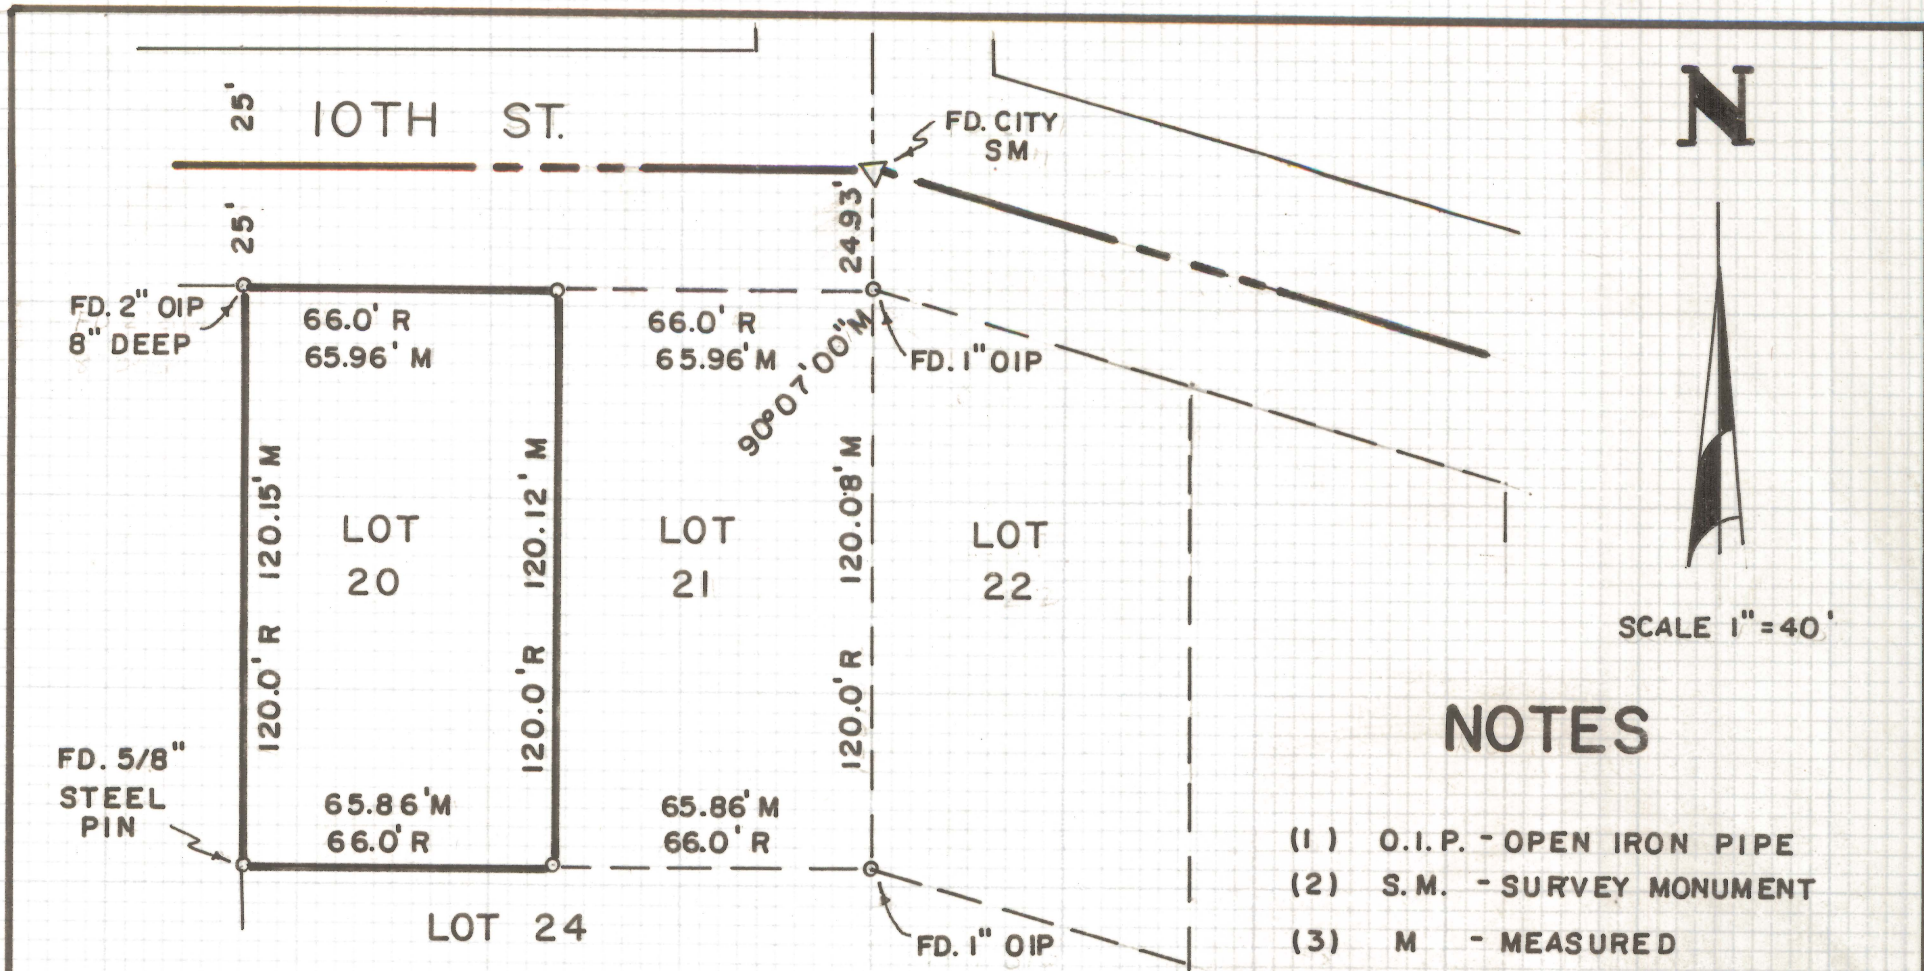 25'
10TH ST.
FD. CITY
SM
N
25'
24.93'
FD. 2" OIP
8" DEEP
66.0' R
65.96' M
66.0' R
65.96' M
90°07'00" M
FD. 1" OIP
120.15' M
120.0' R
120.12' M
120.0' R
120.08' M
120.0' R
LOT
20
LOT
21
LOT
22
SCALE 1"=40'
NOTES
FD. 5/8"
STEEL
PIN
65.86' M
66.0' R
65.86' M
66.0' R
LOT 24
FD. 1" OIP
(1) O.I.P. - OPEN IRON PIPE
(2) S.M. - SURVEY MONUMENT
(3) M - MEASURED